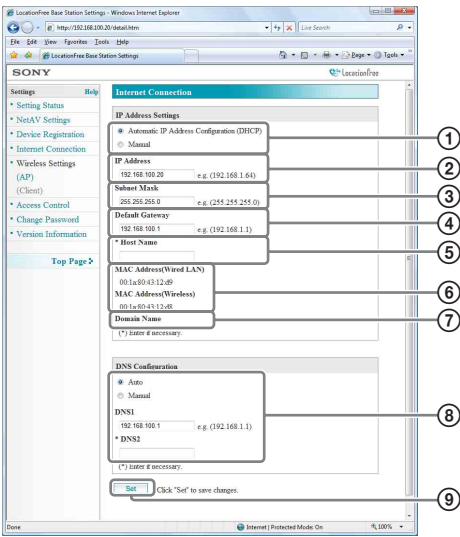 LocationFree Base Station Settings - Windows Internet Explorer
http://192.168.100.20/detail.htm
Live Search
File Edit View Favorites Tools Help
LocationFree Base Station Settings
Page Tools
SONY
LocationFree
Settings Help
Setting Status
NetAV Settings
Device Registration
Internet Connection
Wireless Settings
(AP)
(Client)
Access Control
Change Password
Version Information
Top Page
Internet Connection
IP Address Settings
Automatic IP Address Configuration (DHCP)
Manual
1
IP Address
192.168.100.20 e.g. (192.168.1.64)
2
Subnet Mask
255.255.255.0 e.g. (255.255.255.0)
3
Default Gateway
192.168.100.1 e.g. (192.168.1.1)
4
* Host Name
5
MAC Address(Wired LAN)
00:1a:80:43:12:d9
MAC Address(Wireless)
00:1a:80:43:12:d8
6
Domain Name
7
(*) Enter if necessary.
DNS Configuration
Auto
Manual
DNS1
192.168.100.1 e.g. (192.168.1.1)
* DNS2
8
(*) Enter if necessary.
Set Click "Set" to save changes.
9
Done
Internet | Protected Mode: On
100%